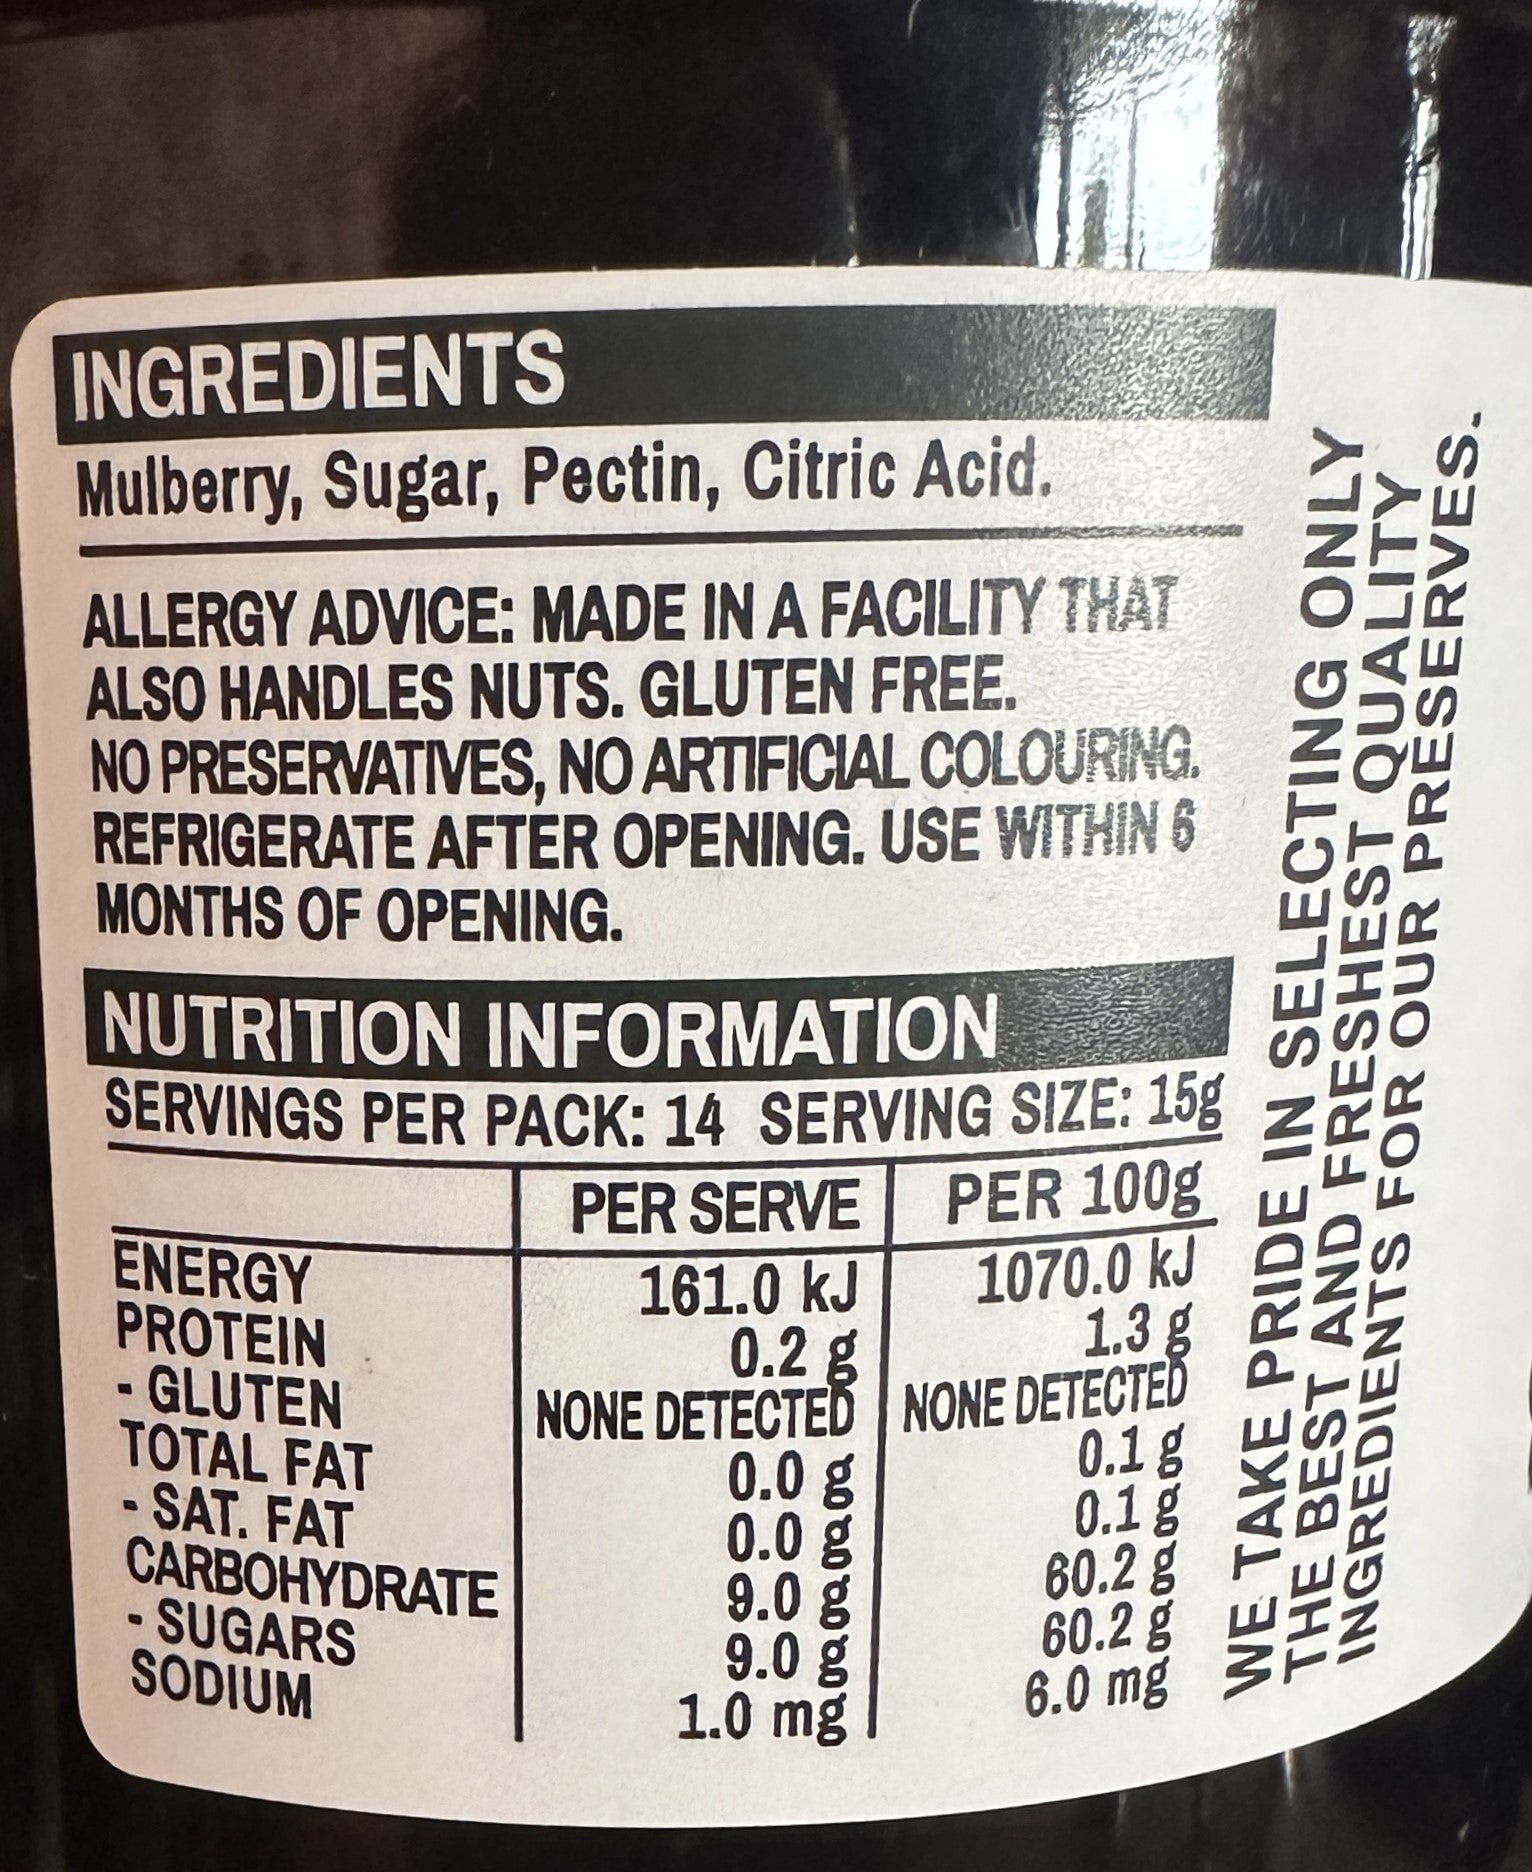 INGREDIENTS
Mulberry, Sugar, Pectin, Citric Acid.
ALLERGY ADVICE: MADE IN A FACILITY THAT
ALSO HANDLES NUTS. GLUTEN FREE.
NO PRESERVATIVES, NO ARTIFICIAL COLOURING.
REFRIGERATE AFTER OPENING. USE WITHIN 6
MONTHS OF OPENING.
NUTRITION INFORMATION
SERVINGS PER PACK: 14 SERVING SIZE: 15g
PER SERVE PER 100g
ENERGY 161.0 kJ 1070.0 kJ
PROTEIN 0.2 g 1.3 g
- GLUTEN NONE DETECTED NONE DETECTED
TOTAL FAT 0.0 g 0.1 g
- SAT. FAT 0.0 g 0.1 g
CARBOHYDRATE 9.0 g 60.2 g
- SUGARS 9.0 g 60.2 g
SODIUM 1.0 mg 6.0 mg
WE TAKE PRIDE IN SELECTING ONLY
THE BEST AND FRESHEST QUALITY
INGREDIENTS FOR OUR PRESERVES.